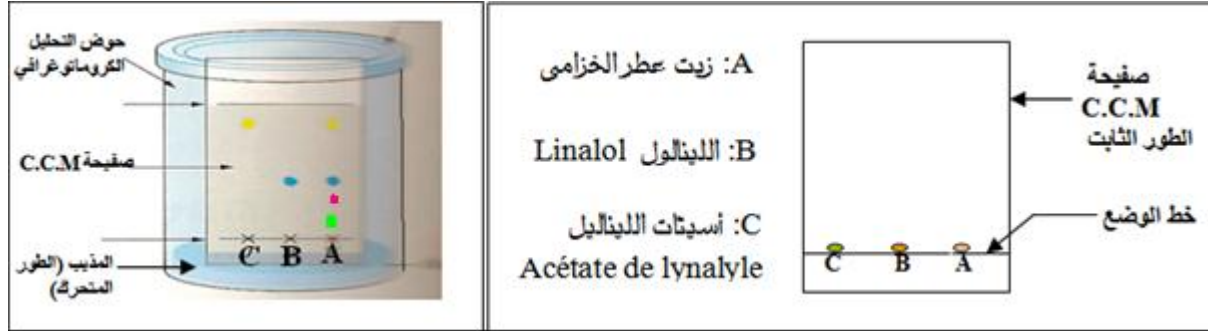 حوض التحليل
الكروماتوغرافي
صفيحة C.C.M
C B A
المذيب (الطور
المتحرك)
A: زيت عطر الخزامى
B: اللينالول Linalol
C: أسيتات الليناليل
Acétate de lynalyle
صفيحة
C.C.M
الطور الثابت
خط الوضع
C B A